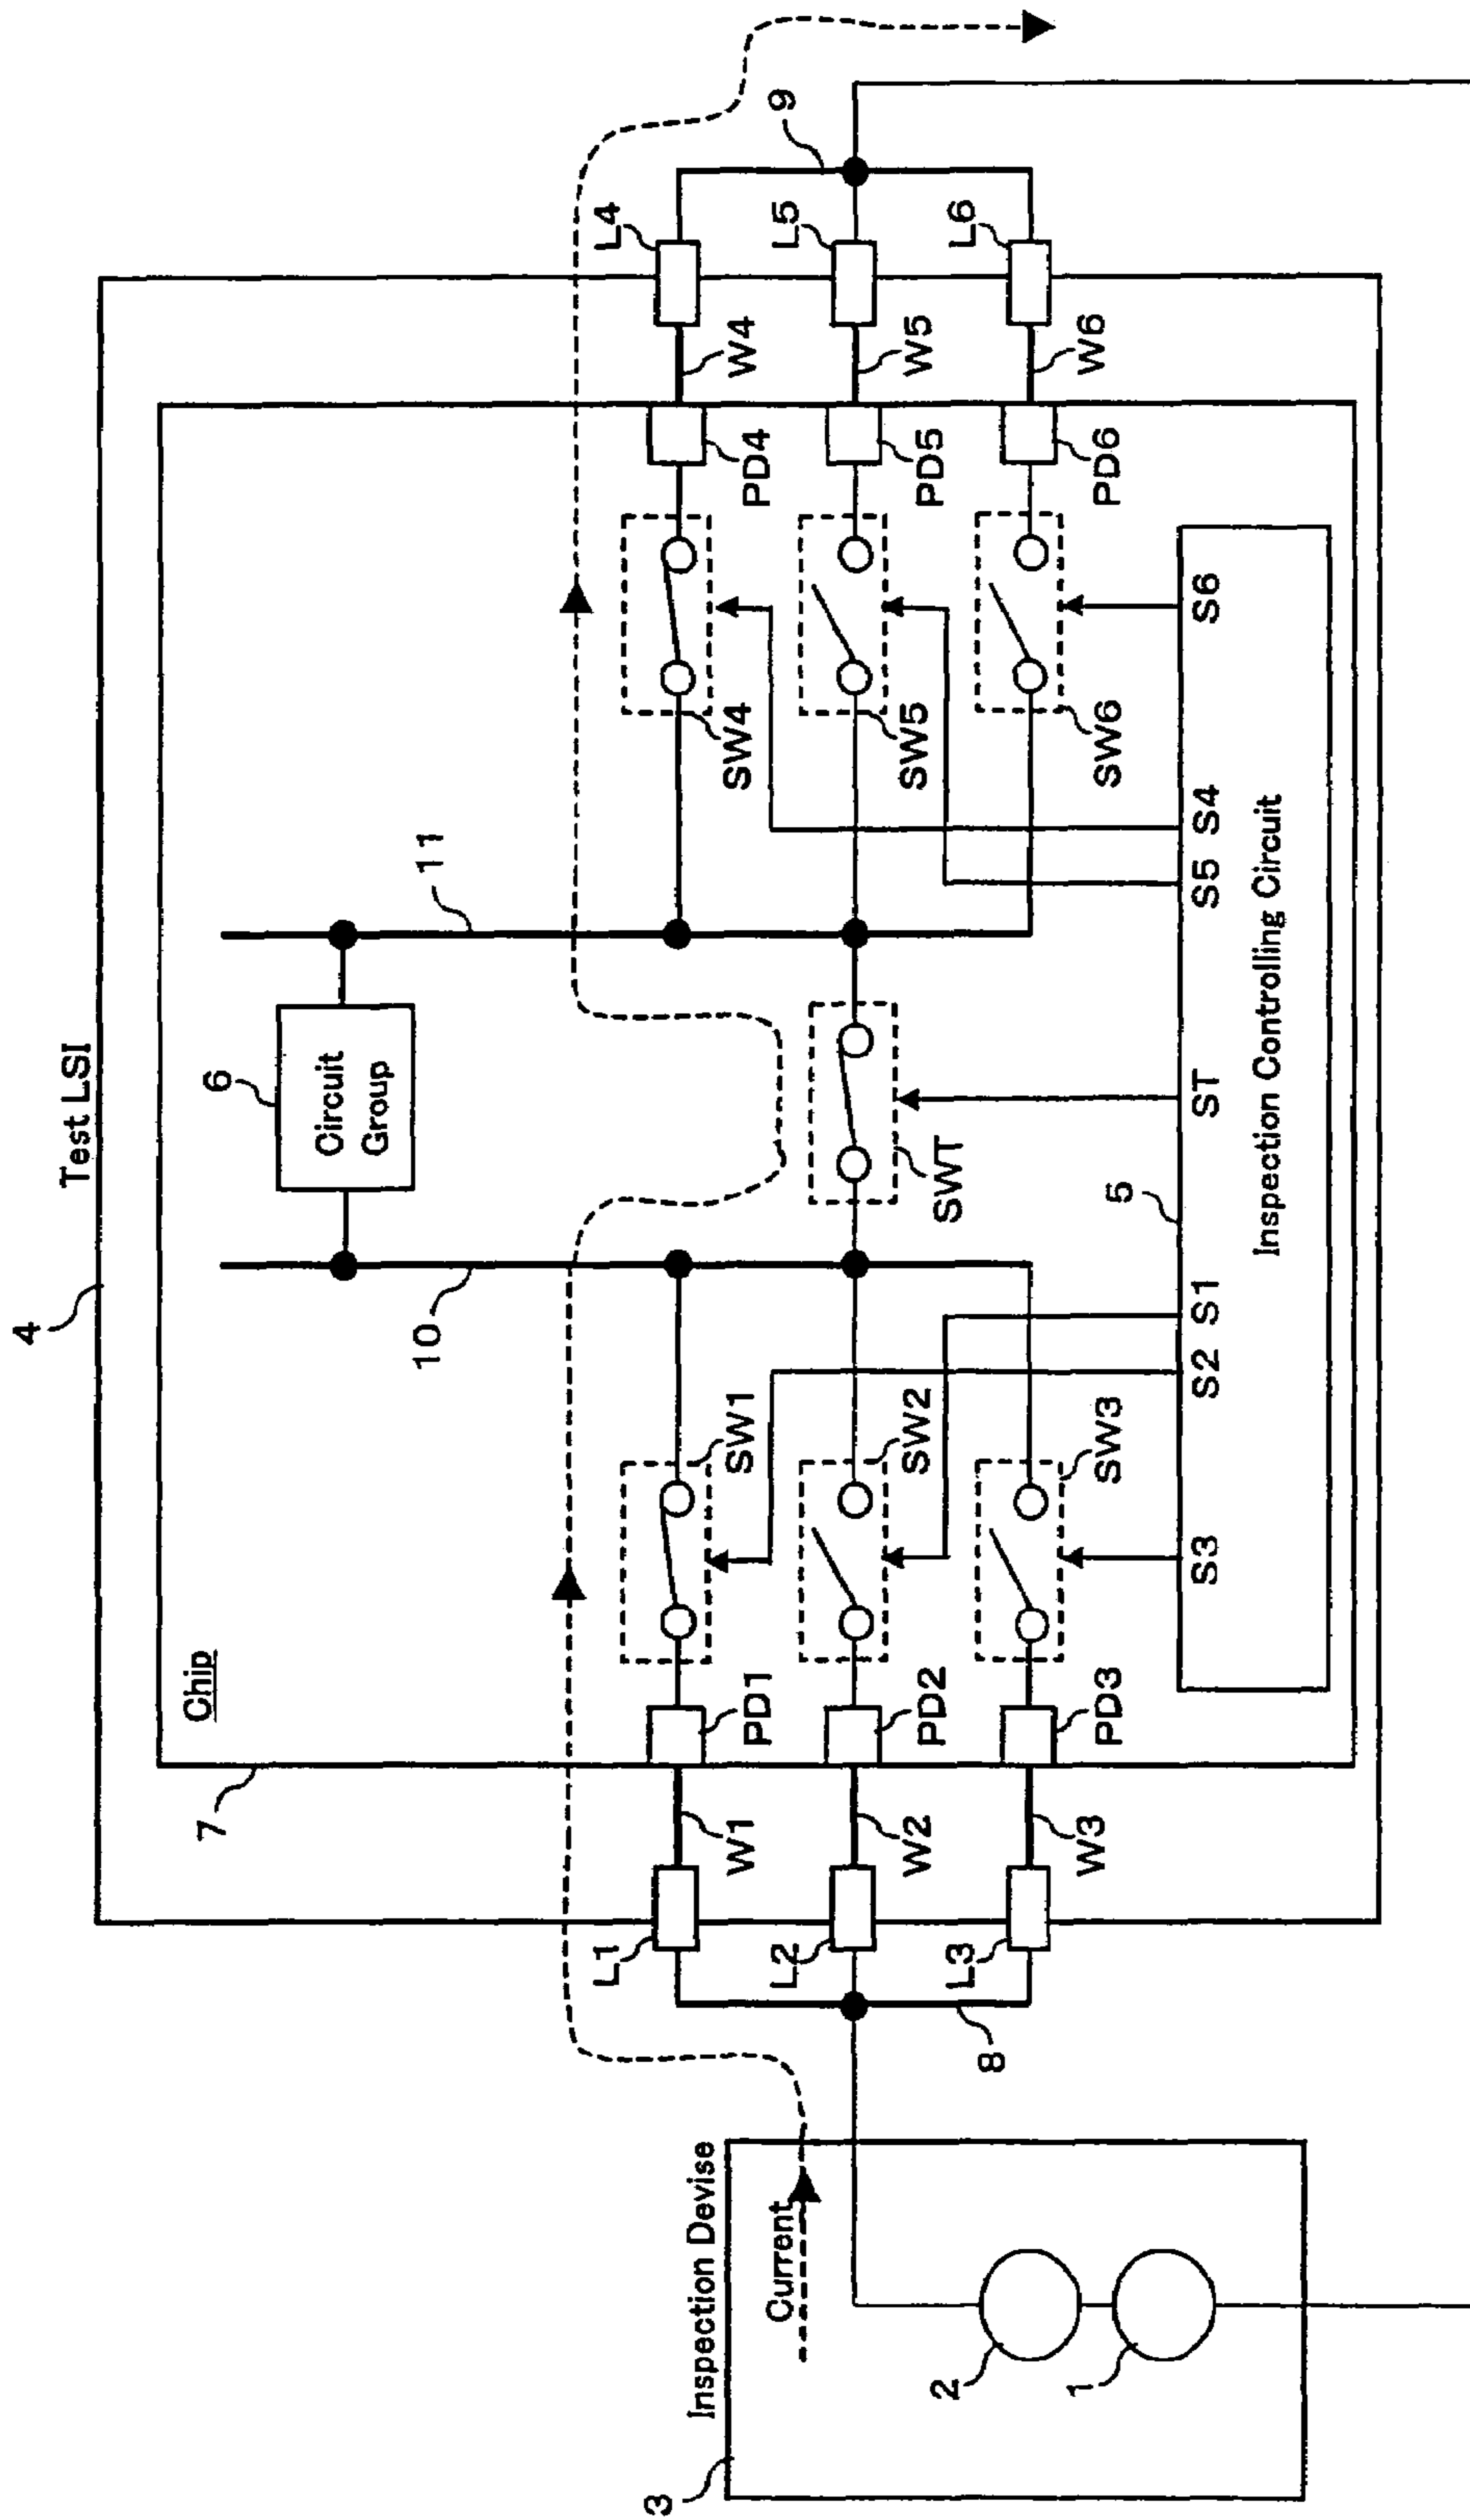 4
Test LSI
7
Chip
6
Circuit
Group
10
11
Inspection Devise
3
Current
2
1
8
9
L1
L2
L3
W1
W2
W3
PD1
PD2
PD3
SW1
SW2
SW3
SWT
SW4
SW5
SW6
PD4
PD5
PD6
W4
W5
W6
L4
L5
L6
S3
S2
S1
5
ST
S5
S4
S6
Inspection Controlling Circuit